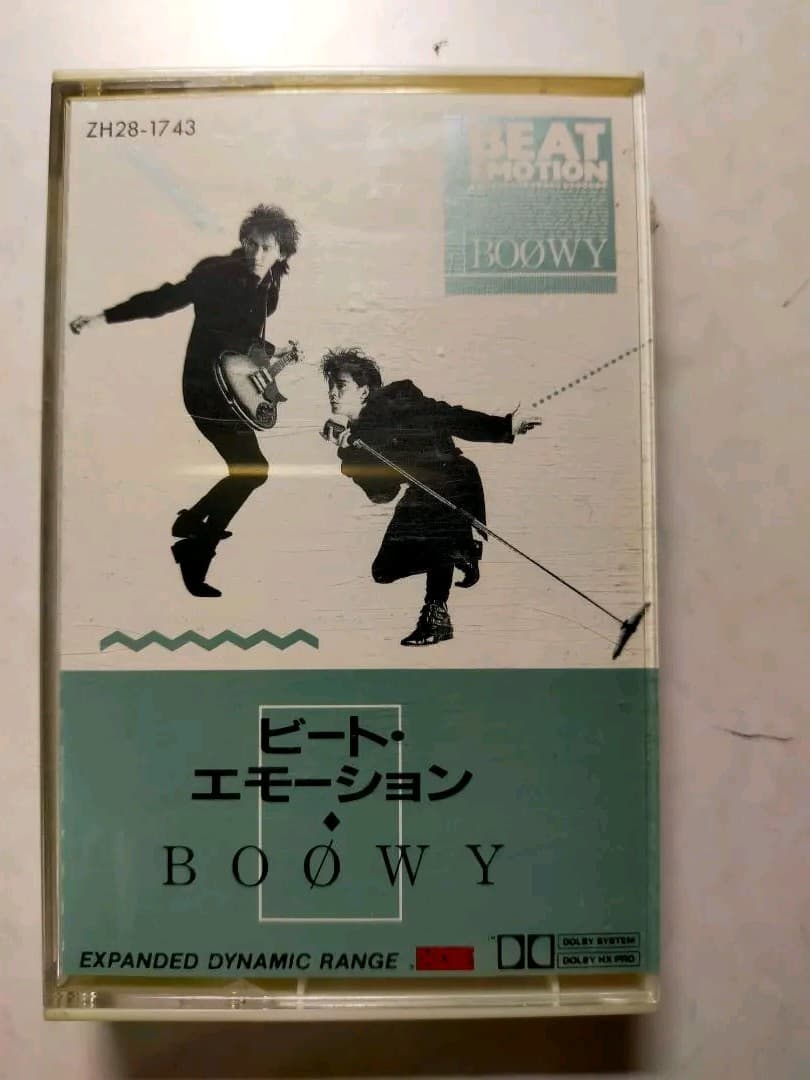 ZH28-1743
BEAT
EMOTION
BOØWY
ビート・
エモーション
◆
BOØWY
EXPANDED DYNAMIC RANGE
DOLBY SYSTEM
DOLBY HX PRO